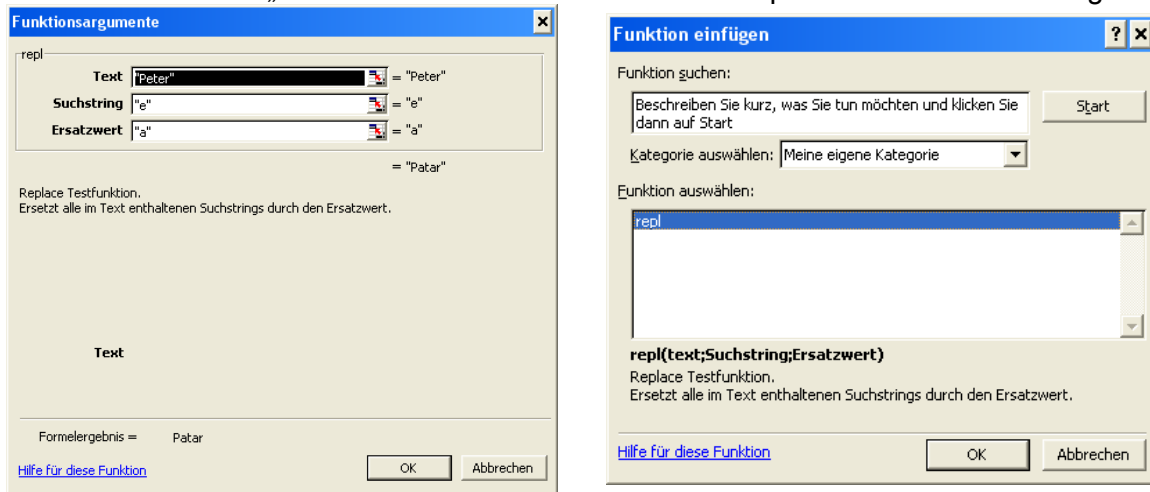 Funktionsargumente
repl
Text "Peter" = "Peter"
Suchstring "e" = "e"
Ersatzwert "a" = "a"
= "Patar"
Replace Testfunktion.
Ersetzt alle im Text enthaltenen Suchstrings durch den Ersatzwert.
Text
Formelergebnis = Patar
Hilfe für diese Funktion
OK Abbrechen
Funktion einfügen
Funktion suchen:
Beschreiben Sie kurz, was Sie tun möchten und klicken Sie
dann auf Start
Start
Kategorie auswählen: Meine eigene Kategorie
Funktion auswählen:
repl
repl(text;Suchstring;Ersatzwert)
Replace Testfunktion.
Ersetzt alle im Text enthaltenen Suchstrings durch den Ersatzwert.
Hilfe für diese Funktion
OK Abbrechen